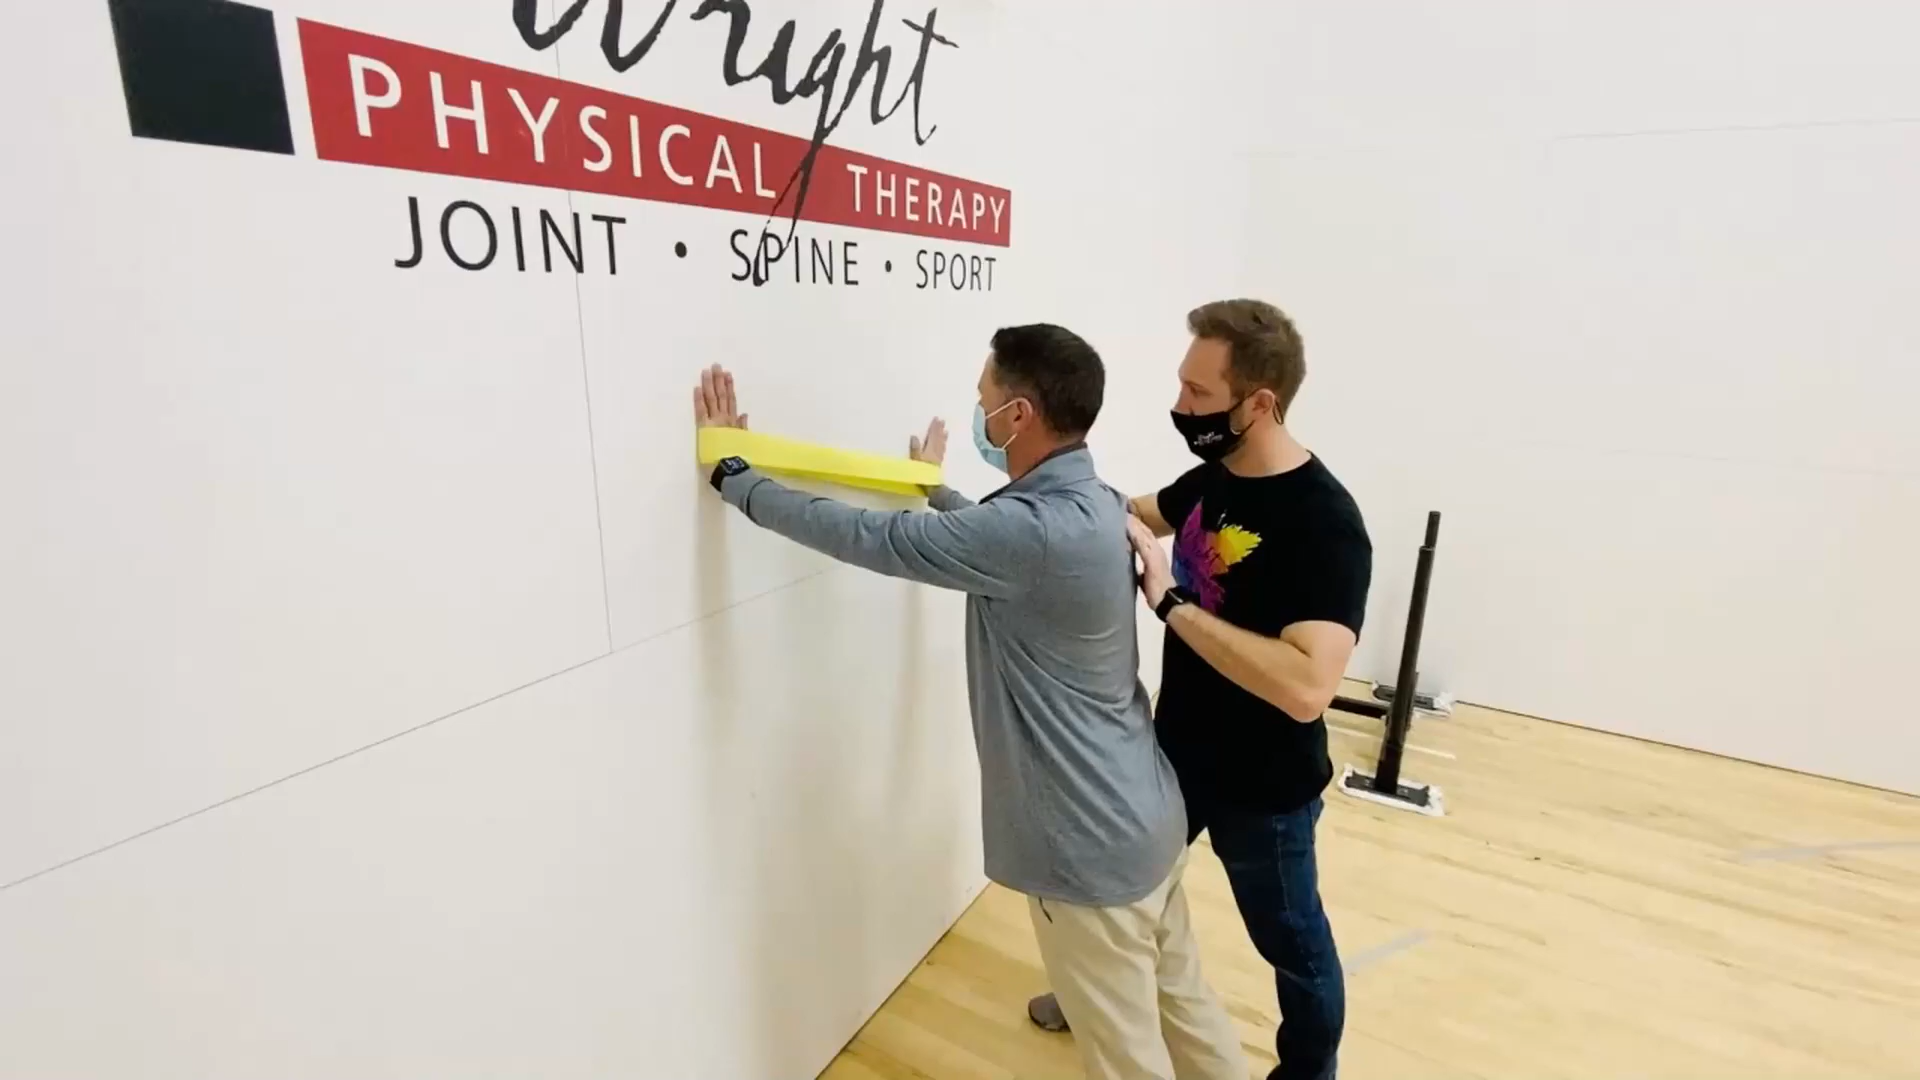 Wright
PHYSICAL THERAPY
JOINT • SPINE • SPORT